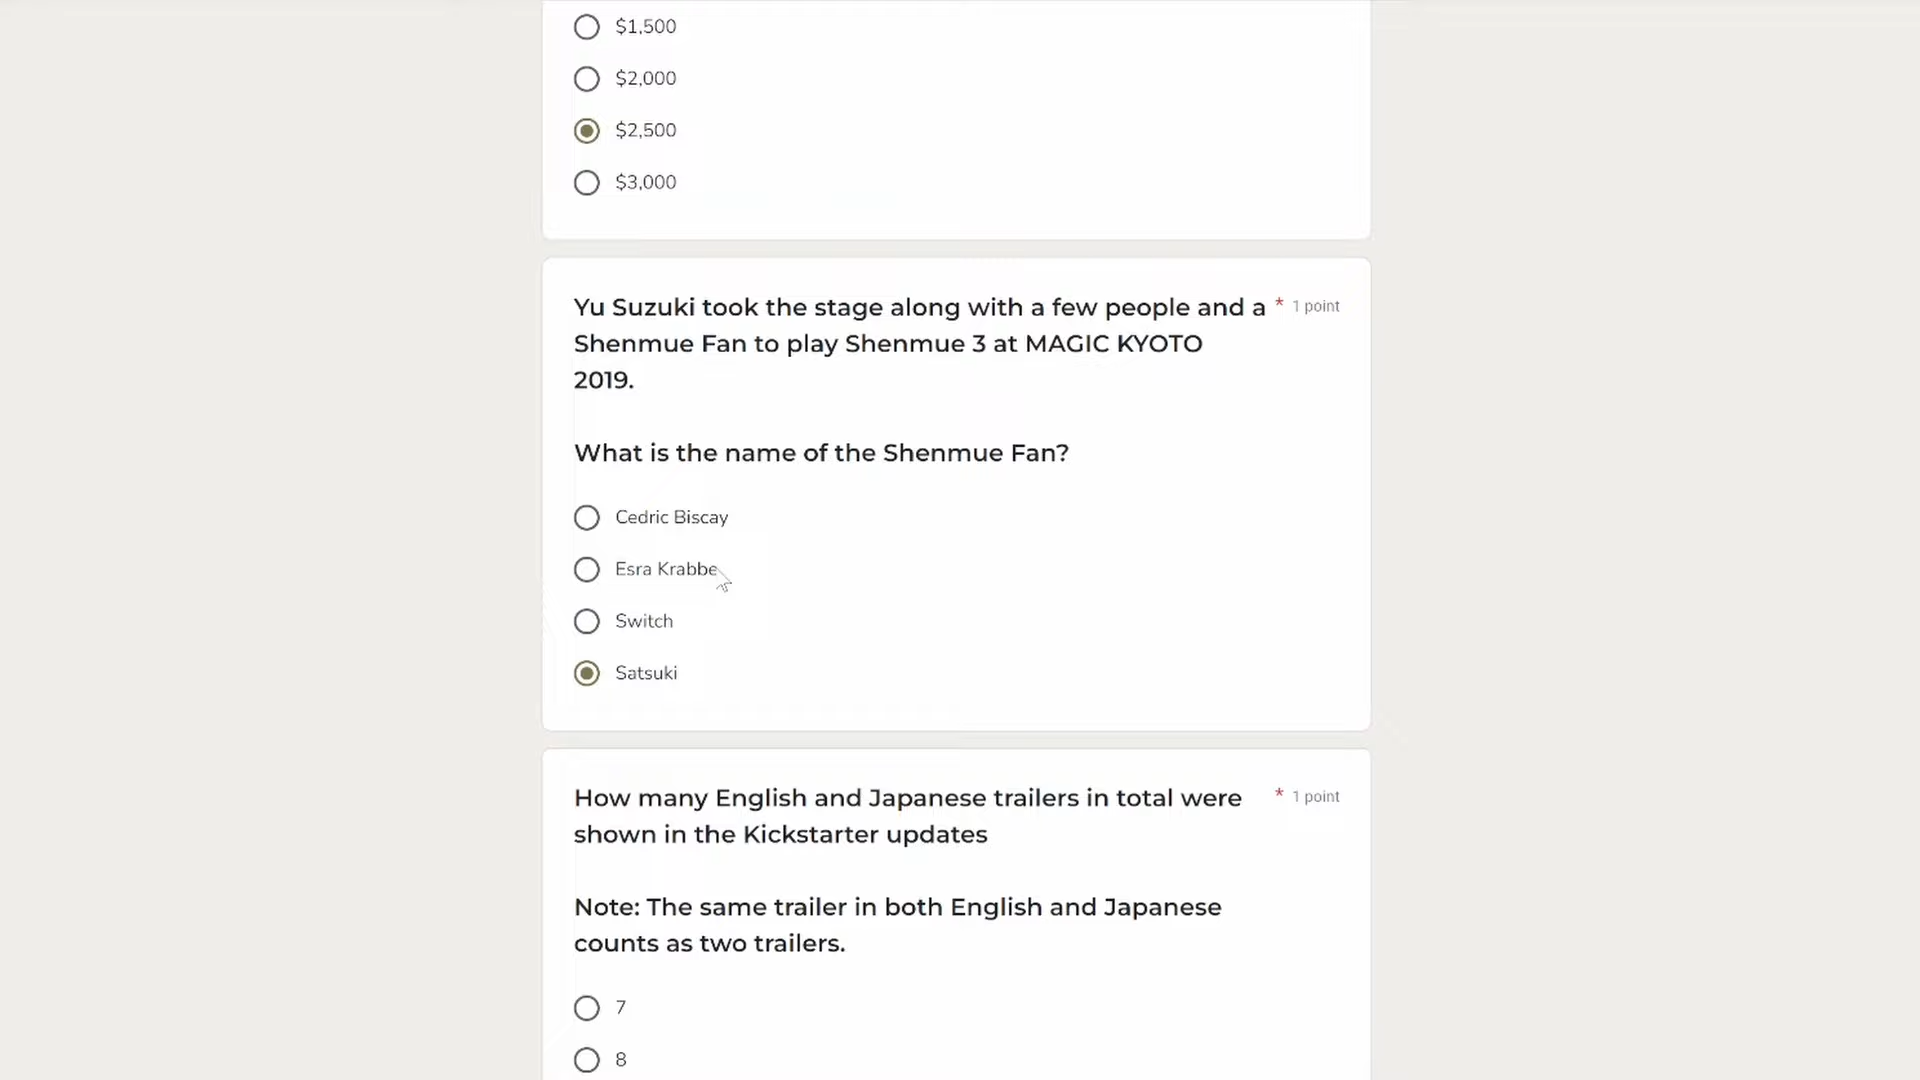 $1,500
$2,000
$2,500
$3,000
Yu Suzuki took the stage along with a few people and a * 1 point
Shenmue Fan to play Shenmue 3 at MAGIC KYOTO
2019.
What is the name of the Shenmue Fan?
Cedric Biscay
Esra Krabbe
Switch
Satsuki
How many English and Japanese trailers in total were * 1 point
shown in the Kickstarter updates
Note: The same trailer in both English and Japanese
counts as two trailers.
7
8